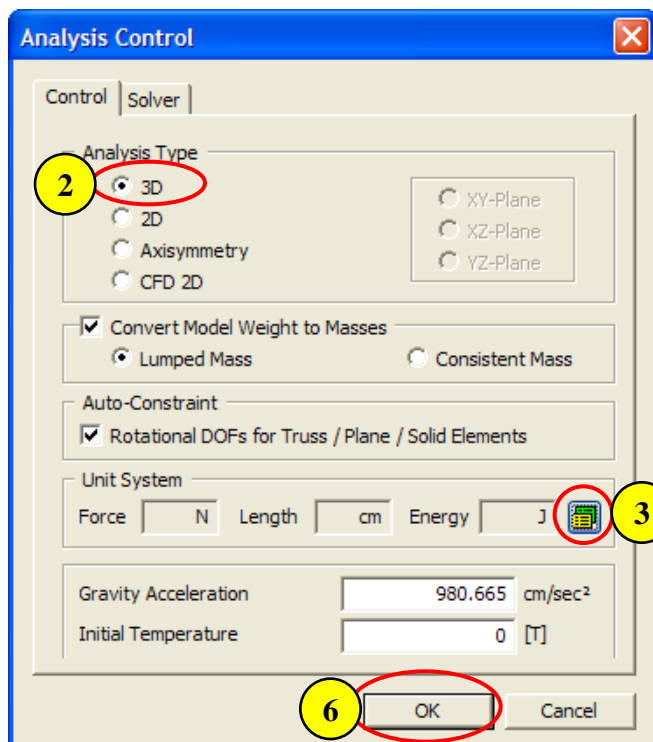 Analysis Control
Control Solver
Analysis Type
2 3D
XY-Plane
2D
XZ-Plane
Axisymmetry
YZ-Plane
CFD 2D
Convert Model Weight to Masses
Lumped Mass Consistent Mass
Auto-Constraint
Rotational DOFs for Truss / Plane / Solid Elements
Unit System
Force N Length cm Energy J 3
Gravity Acceleration 980.665 cm/sec²
Initial Temperature 0 [T]
6 OK Cancel